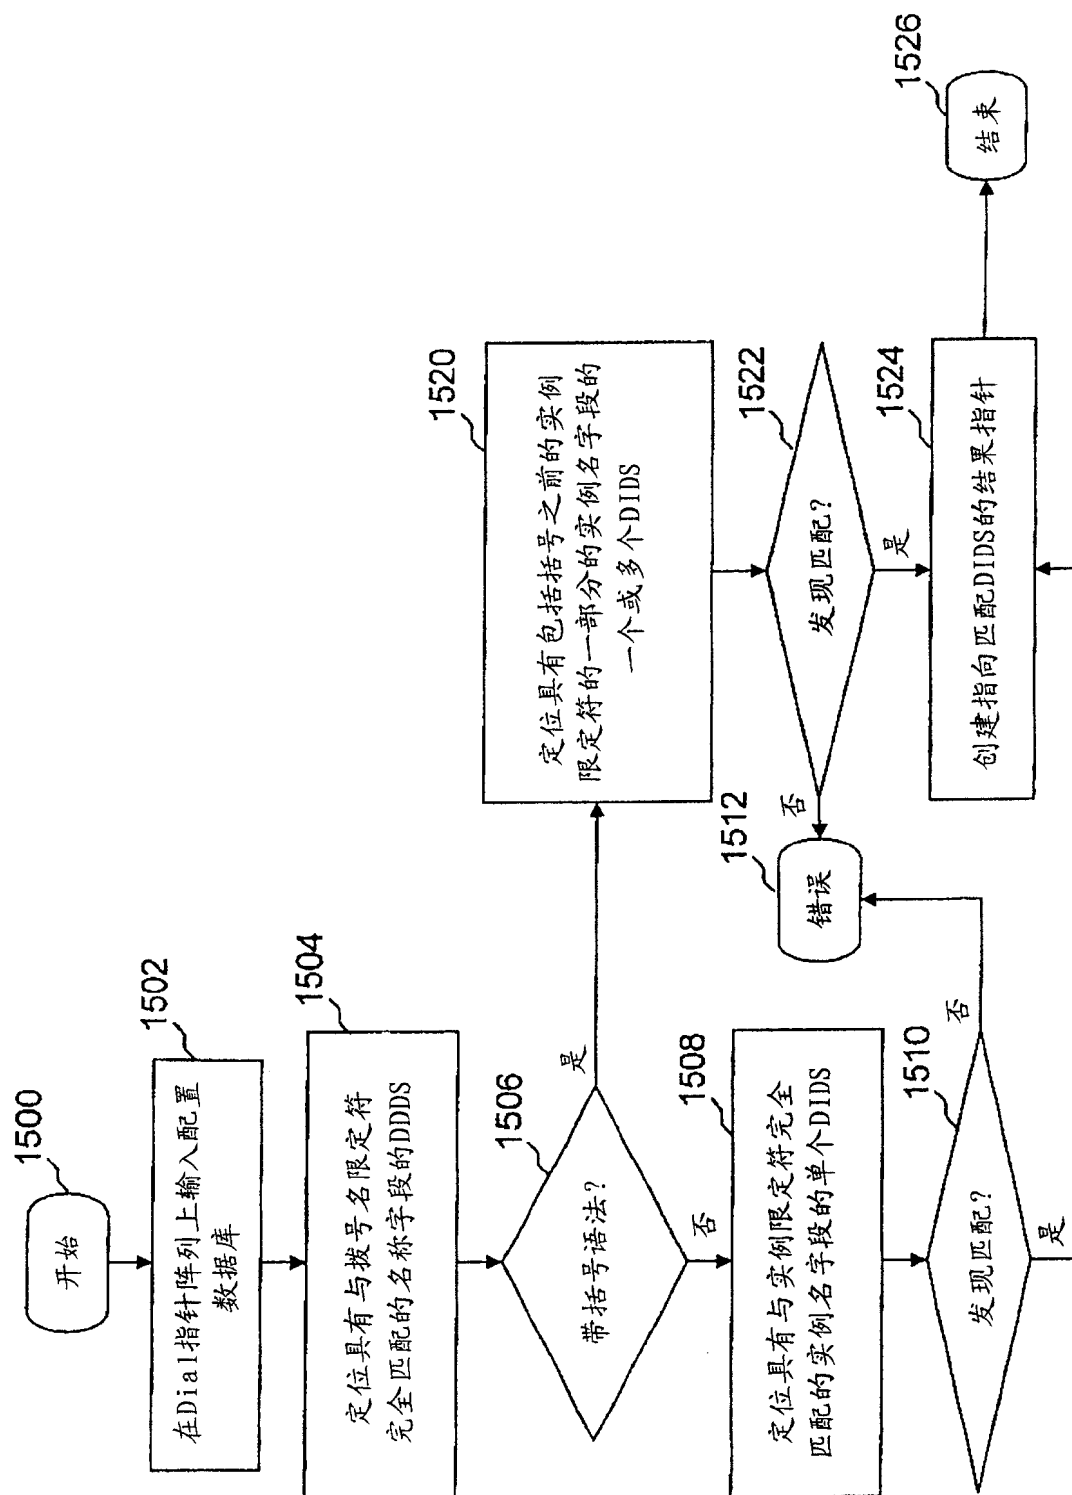 1500
开始
1502
在Dial指针阵列上输入配置
数据库
1504
定位具有与拨号名限定符
完全匹配的名称字段的DDDS
1506
带括号语法?
是
否
1508
定位具有与实例限定符完全
匹配的实例名字段的单个DIDS
1510
发现匹配?
否
是
1512
错误
1520
定位具有包括括号之前的实例
限定符的一部分的实例名字段的
一个或多个DIDS
1522
发现匹配?
否
是
1524
创建指向匹配DIDS的结果指针
1526
结束